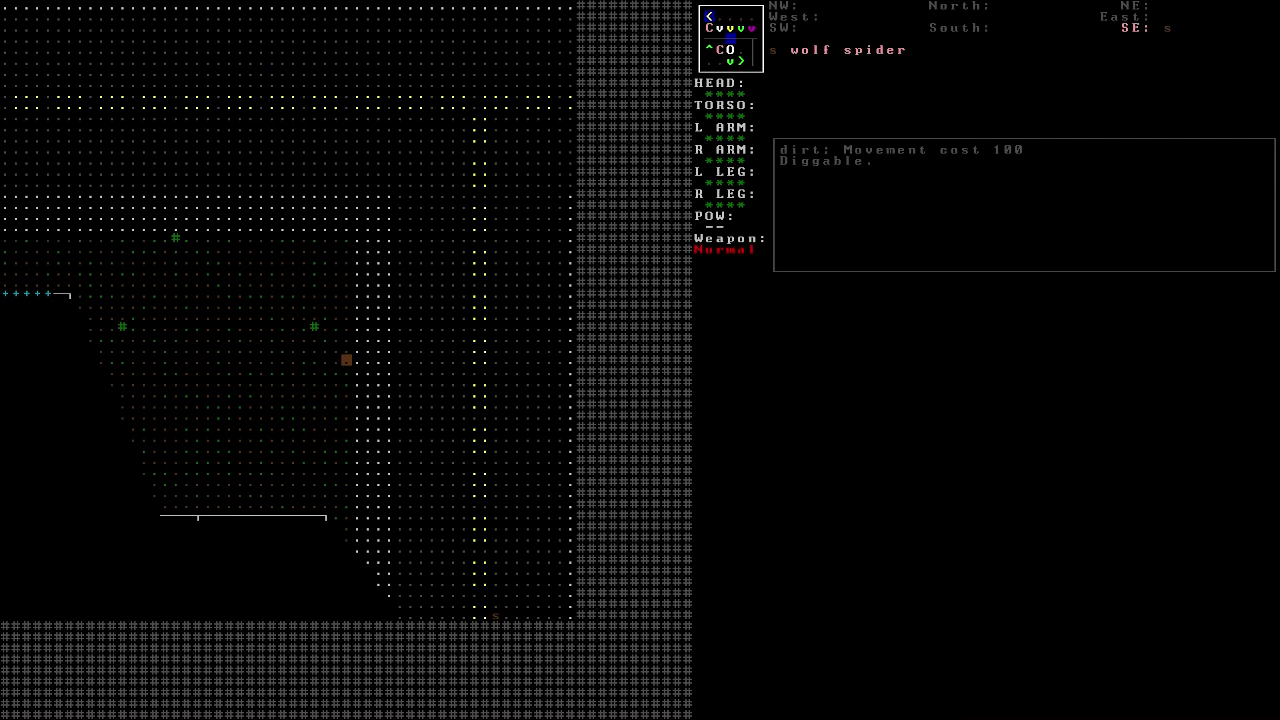 NW: North: NE:
West: East:
SW: South: SE: s
s wolf spider
HEAD:
****
TORSO:
****
L ARM:
****
R ARM:
****
L LEG:
****
R LEG:
****
POW:
--
Weapon:
Normal
dirt: Movement cost 100
Diggable.